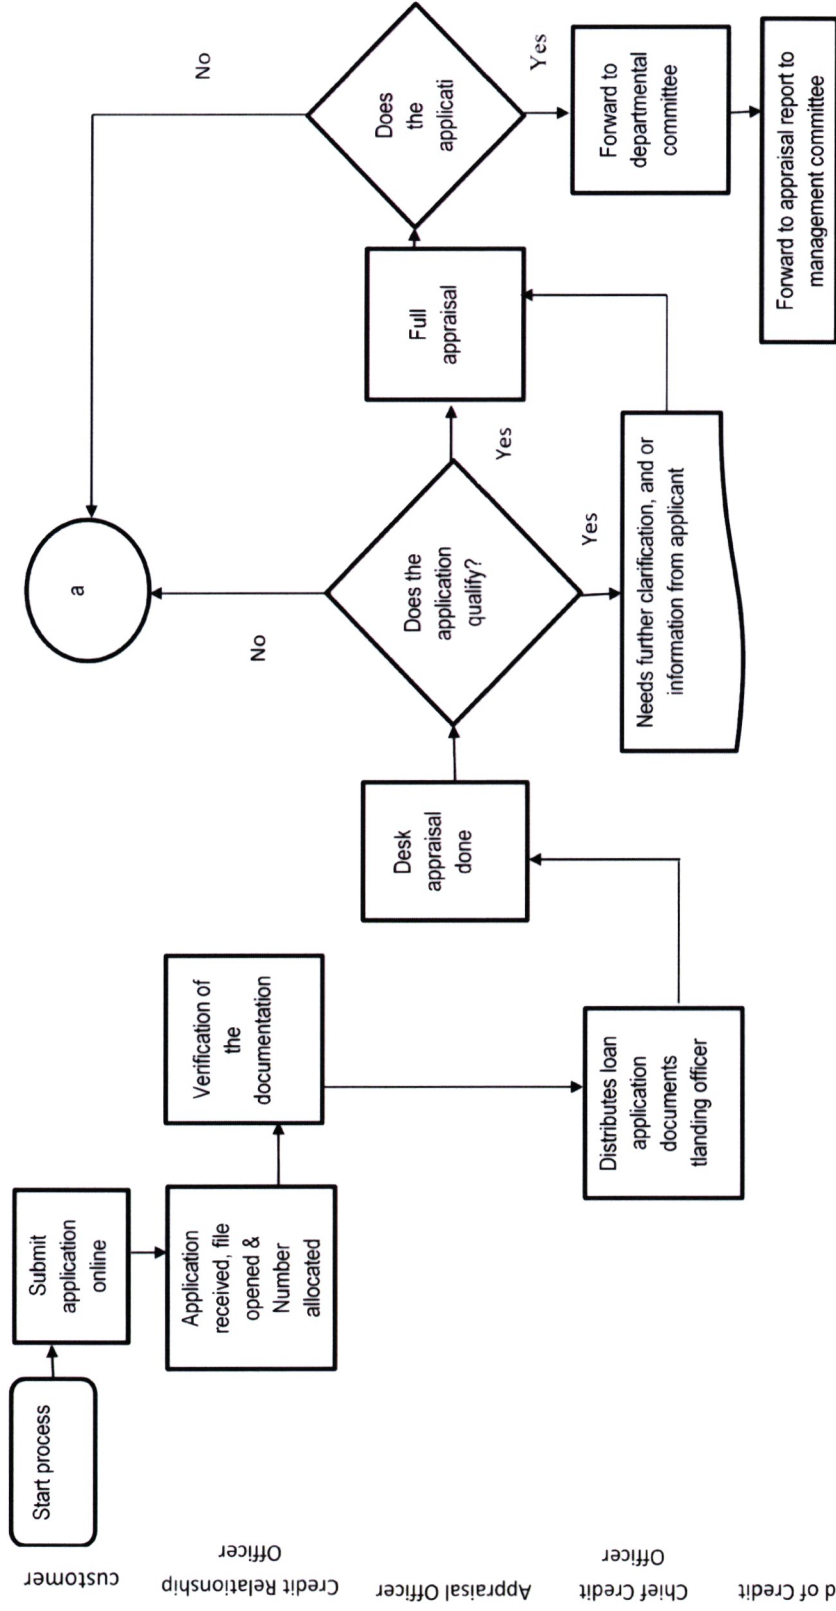 customer
Start process
Submit
application
online
Credit Relationship
Officer
Application
received, file
opened &
Number
allocated
Verification of
the
documentation
Appraisal Officer
Desk
appraisal
done
Does the
application
qualify?
No
a
Yes
Yes
Full
appraisal
Does
the
applicati
No
Yes
Chief Credit
Officer
Distributes loan
application
documents
tlanding officer
Needs further clarification, and or
information from applicant
Forward to
departmental
committee
d of Credit
Forward to appraisal report to
management committee